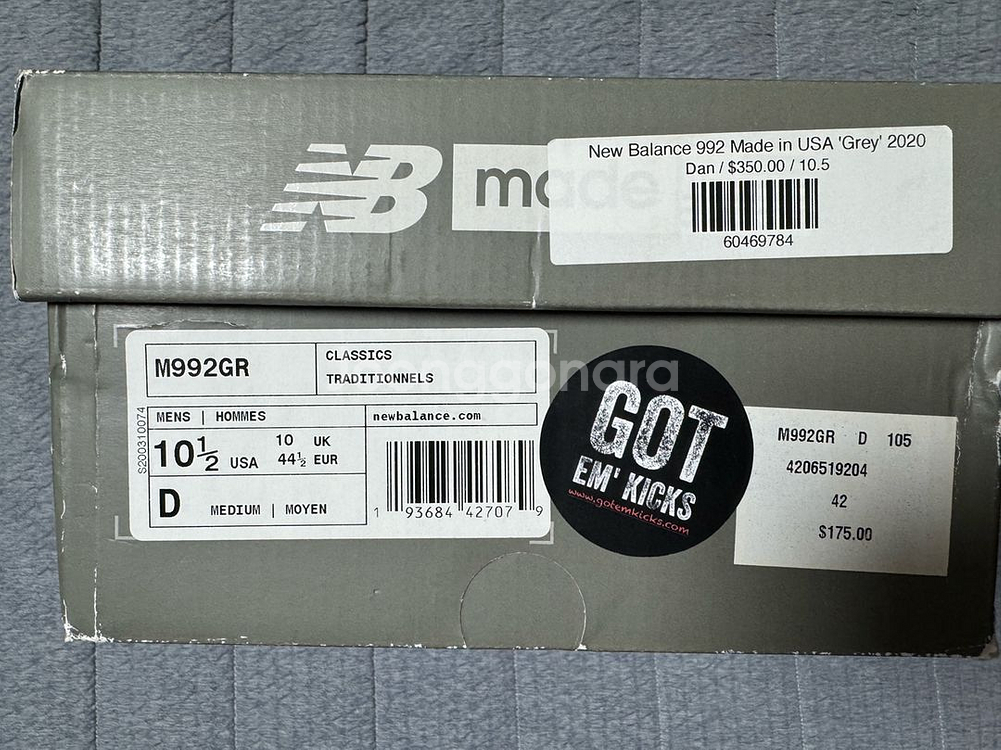 NB
made
New Balance 992 Made in USA 'Grey' 2020
Dan / $350.00 / 10.5
60469784
M992GR
CLASSICS
TRADITIONNELS
S200310074
MENS | HOMMES
newbalance.com
10½ USA
10 UK
44½ EUR
D MEDIUM | MOYEN
1 93684 42707 9
GOT
EM' KICKS
www.gotemkicks.com
M992GR D 105
4206519204
42
$175.00